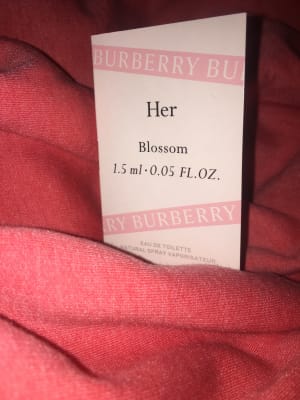 BURBERRY BU
Her
Blossom
1.5 ml · 0.05 FL.OZ.
RY BURBERRY
EAU DE TOILETTE
NATURAL SPRAY VAPORISATEUR